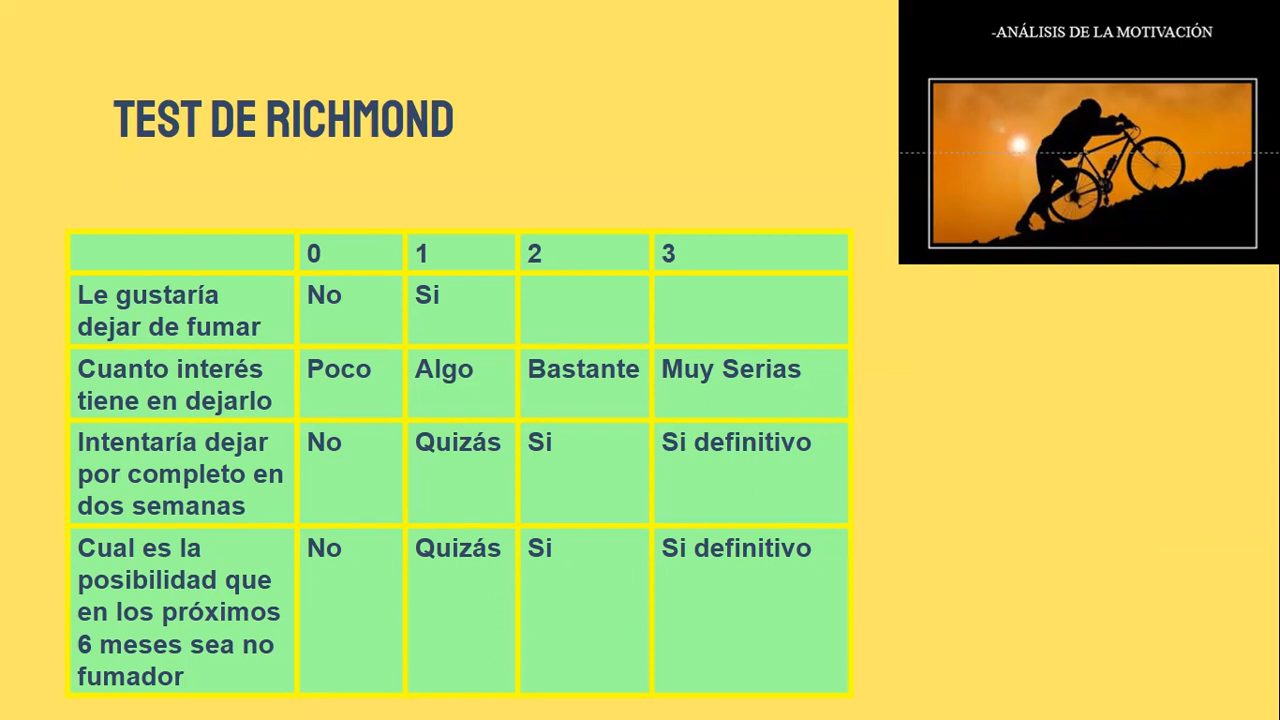 -ANÁLISIS DE LA MOTIVACIÓN
TEST DE RICHMOND
0 1 2 3
Le gustaría
dejar de fumar
No Si
Cuanto interés
tiene en dejarlo
Poco Algo Bastante Muy Serias
Intentaría dejar
por completo en
dos semanas
No Quizás Si Si definitivo
Cual es la
posibilidad que
en los próximos
6 meses sea no
fumador
No Quizás Si Si definitivo